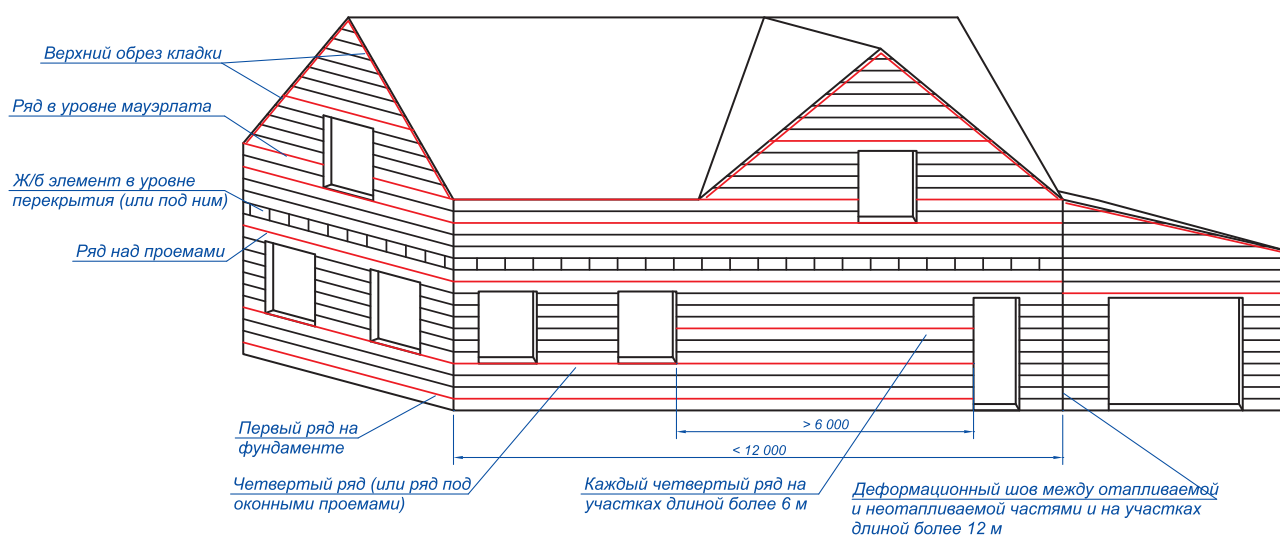 Верхний обрез кладки
Ряд в уровне мауэрлата
Ж/б элемент в уровне
перекрытия (или под ним)
Ряд над проемами
Первый ряд на
фундаменте
> 6 000
< 12 000
Четвертый ряд (или ряд под
оконными проемами)
Каждый четвертый ряд на
участках длиной более 6 м
Деформационный шов между отапливаемой
и неотапливаемой частями и на участках
длиной более 12 м